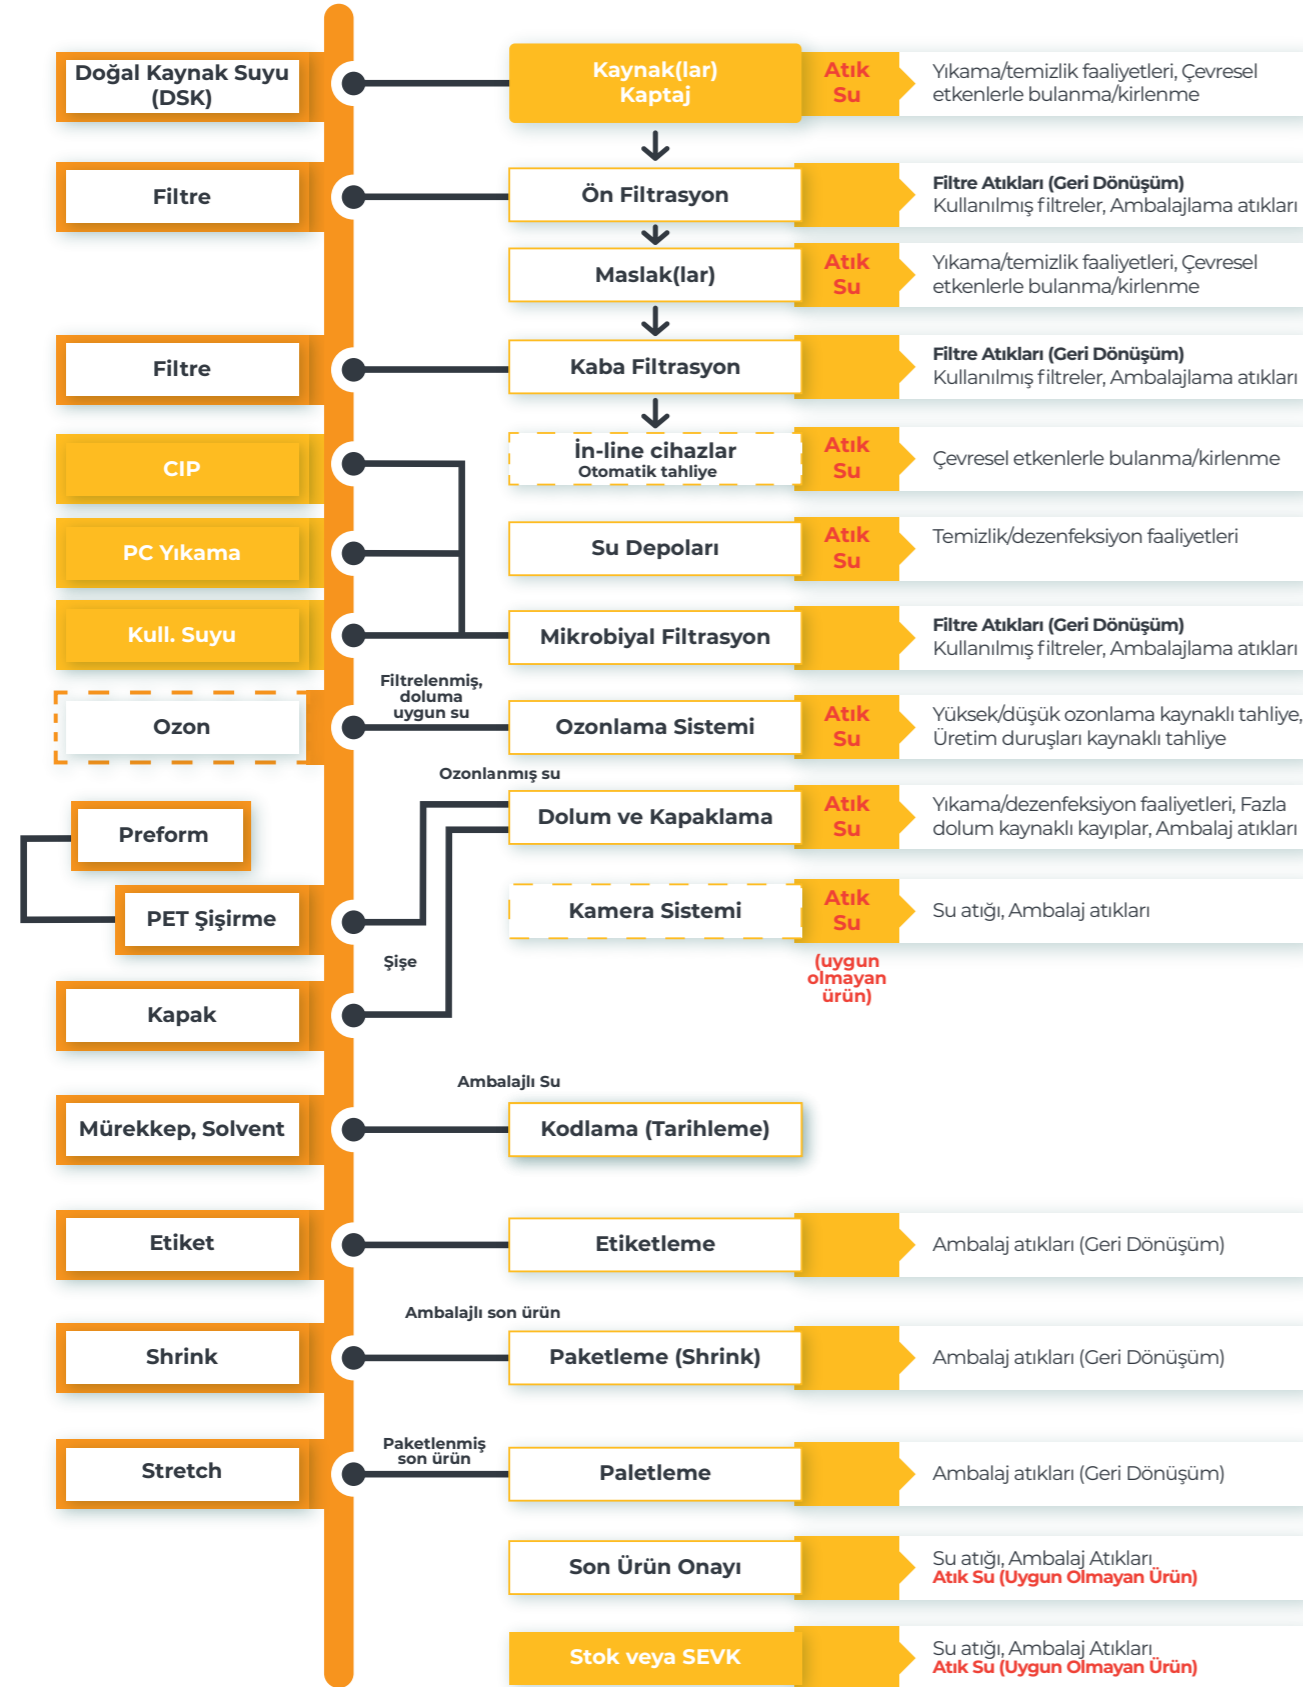 Doğal Kaynak Suyu
(DSK)
Kaynak(lar)
Kaptaj
Atık
Su
Yıkama/temizlik faaliyetleri, Çevresel
etkenlerle bulanma/kirlenme
Filtre
Ön Filtrasyon
Filtre Atıkları (Geri Dönüşüm)
Kullanılmış filtreler, Ambalajlama atıkları
Maslak(lar)
Atık
Su
Yıkama/temizlik faaliyetleri, Çevresel
etkenlerle bulanma/kirlenme
Filtre
Kaba Filtrasyon
Filtre Atıkları (Geri Dönüşüm)
Kullanılmış filtreler, Ambalajlama atıkları
CIP
İn-line cihazlar
Otomatik tahliye
Atık
Su
Çevresel etkenlerle bulanma/kirlenme
PC Yıkama
Su Depoları
Atık
Su
Temizlik/dezenfeksiyon faaliyetleri
Kull. Suyu
Mikrobiyal Filtrasyon
Filtre Atıkları (Geri Dönüşüm)
Kullanılmış filtreler, Ambalajlama atıkları
Filtrelenmiş,
doluma
uygun su
Ozon
Ozonlama Sistemi
Atık
Su
Yüksek/düşük ozonlama kaynaklı tahliye,
Üretim duruşları kaynaklı tahliye
Ozonlanmış su
Preform
Dolum ve Kapaklama
Atık
Su
Yıkama/dezenfeksiyon faaliyetleri, Fazla
dolum kaynaklı kayıplar, Ambalaj atıkları
PET Şişirme
Kamera Sistemi
Atık
Su
(uygun
olmayan
ürün)
Su atığı, Ambalaj atıkları
Şişe
Kapak
Ambalajlı Su
Mürekkep, Solvent
Kodlama (Tarihleme)
Etiket
Etiketleme
Ambalaj atıkları (Geri Dönüşüm)
Ambalajlı son ürün
Shrink
Paketleme (Shrink)
Ambalaj atıkları (Geri Dönüşüm)
Paketlenmiş
son ürün
Stretch
Paletleme
Ambalaj atıkları (Geri Dönüşüm)
Son Ürün Onayı
Su atığı, Ambalaj Atıkları
Atık Su (Uygun Olmayan Ürün)
Stok veya SEVK
Su atığı, Ambalaj Atıkları
Atık Su (Uygun Olmayan Ürün)